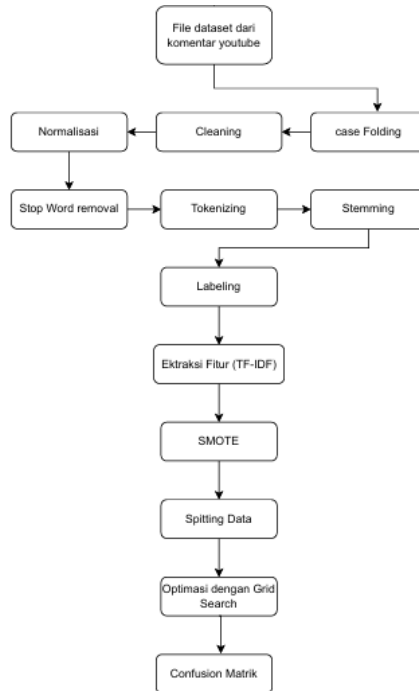 File dataset dari
komentar youtube
case Folding
Cleaning
Normalisasi
Stop Word removal
Tokenizing
Stemming
Labeling
Ektraksi Fitur (TF-IDF)
SMOTE
Spitting Data
Optimasi dengan Grid
Search
Confusion Matrik